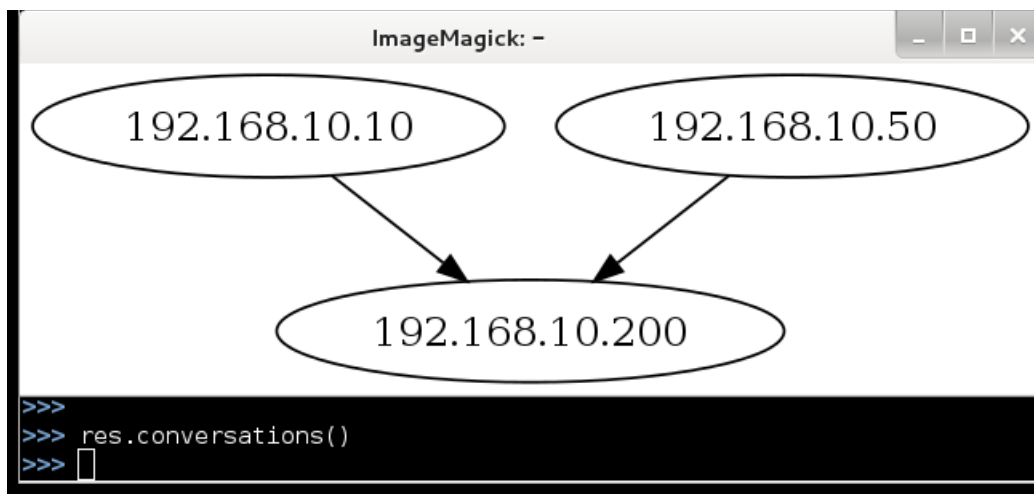 ImageMagick: -
192.168.10.10 192.168.10.50
192.168.10.200
>>>
>>> res.conversations()
>>>